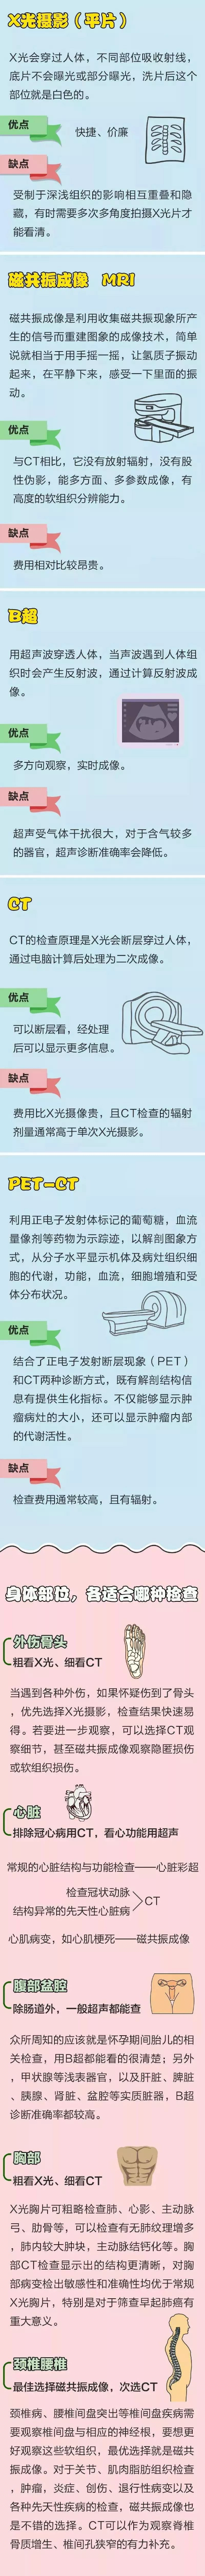 X光摄影（平片）
X光会穿过人体，不同部位吸收射线，
底片不会曝光或部分曝光，洗片后这个
部位就是白色的。
优点
快捷、价廉
缺点
受制于深浅组织的影响相互重叠和隐
藏，有时需要多次多角度拍摄X光片才
能看清。
磁共振成像 MRI
磁共振成像是利用收集磁共振现象所产
生的信号而重建图象的成像技术，简单
说就相当于用手摇一摇，让氢质子振动
起来，在平静下来，感受一下里面的振
动。
优点
与CT相比，它没有放射辐射，没有骨
性伪影，能多方面、多参数成像，有
高度的软组织分辨能力。
缺点
费用相对比较昂贵。
B超
用超声波穿透人体，当声波遇到人体组
织时会产生反射波，通过计算反射波成
像。
优点
多方向观察，实时成像。
缺点
超声受气体干扰很大，对于含气较多
的器官，超声诊断准确率会降低。
CT
CT的检查原理是X光会断层穿过人体，
通过电脑计算后处理为二次成像。
优点
可以断层看，经处理
后可以显示更多信息。
缺点
费用比X光摄像贵，且CT检查的辐射
剂量通常高于单次X光摄影。
PET-CT
利用正电子发射体标记的葡萄糖，血流
量像剂等药物为示踪迹，以解剖图象方
式，从分子水平显示机体及病灶组织细
胞的代谢，功能，血流，细胞增殖和受
体分布状况。
优点
结合了正电子发射断层现象（PET）
和CT两种诊断方式，既有解剖结构信
息有提供生化指标。不仅能够显示肿
瘤病灶的大小，还可以显示肿瘤内部
的代谢活性。
缺点
检查费用通常较高，且有辐射。
身体部位，各适合哪种检查
外伤骨头
粗看X光、细看CT
当遇到各种外伤，如果怀疑伤到了骨头
，优先选择X光摄影，检查结果快速易
得。若要进一步观察，可以选择CT观
察细节，甚至磁共振成像观察隐匿损伤
或软组织损伤。
心脏
排除冠心病用CT，看心功能用超声
常规的心脏结构与功能检查——心脏彩超
检查冠状动脉
结构异常的先天性心脏病
CT
心肌病变，如心肌梗死——磁共振成像
腹部盆腔
除肠道外，一般超声都能查
众所周知的应该就是怀孕期间胎儿的相
关检查，用B超都能看的很清楚；另外
，甲状腺等浅表器官，以及肝脏、脾脏
、胰腺、肾脏、盆腔等实质脏器，B超
诊断准确率都较高。
胸部
粗看X光、细看CT
X光胸片可粗略检查肺、心影、主动脉
弓、肋骨等，可以检查有无肺纹理增多
，肺内较大肿块，主动脉结钙化等。胸
部CT检查显示出的结构更清晰，对胸
部病变检出敏感性和准确性均优于常规
X光胸片，特别是对于筛查早起肺癌有
重大意义。
颈椎腰椎
最佳选择磁共振成像，次选CT
颈椎病、腰椎间盘突出等椎间盘疾病需
要观察椎间盘与相应的神经根，要想更
好观察这些软组织，最优选择就是磁共
振成像。对于关节、肌肉脂肪组织检查
，肿瘤，炎症、创伤、退行性病变以及
各种先天性疾病的检查，磁共振成像也
是不错的选择。CT可以作为观察脊椎
骨质增生、椎间孔狭窄的有力补充。